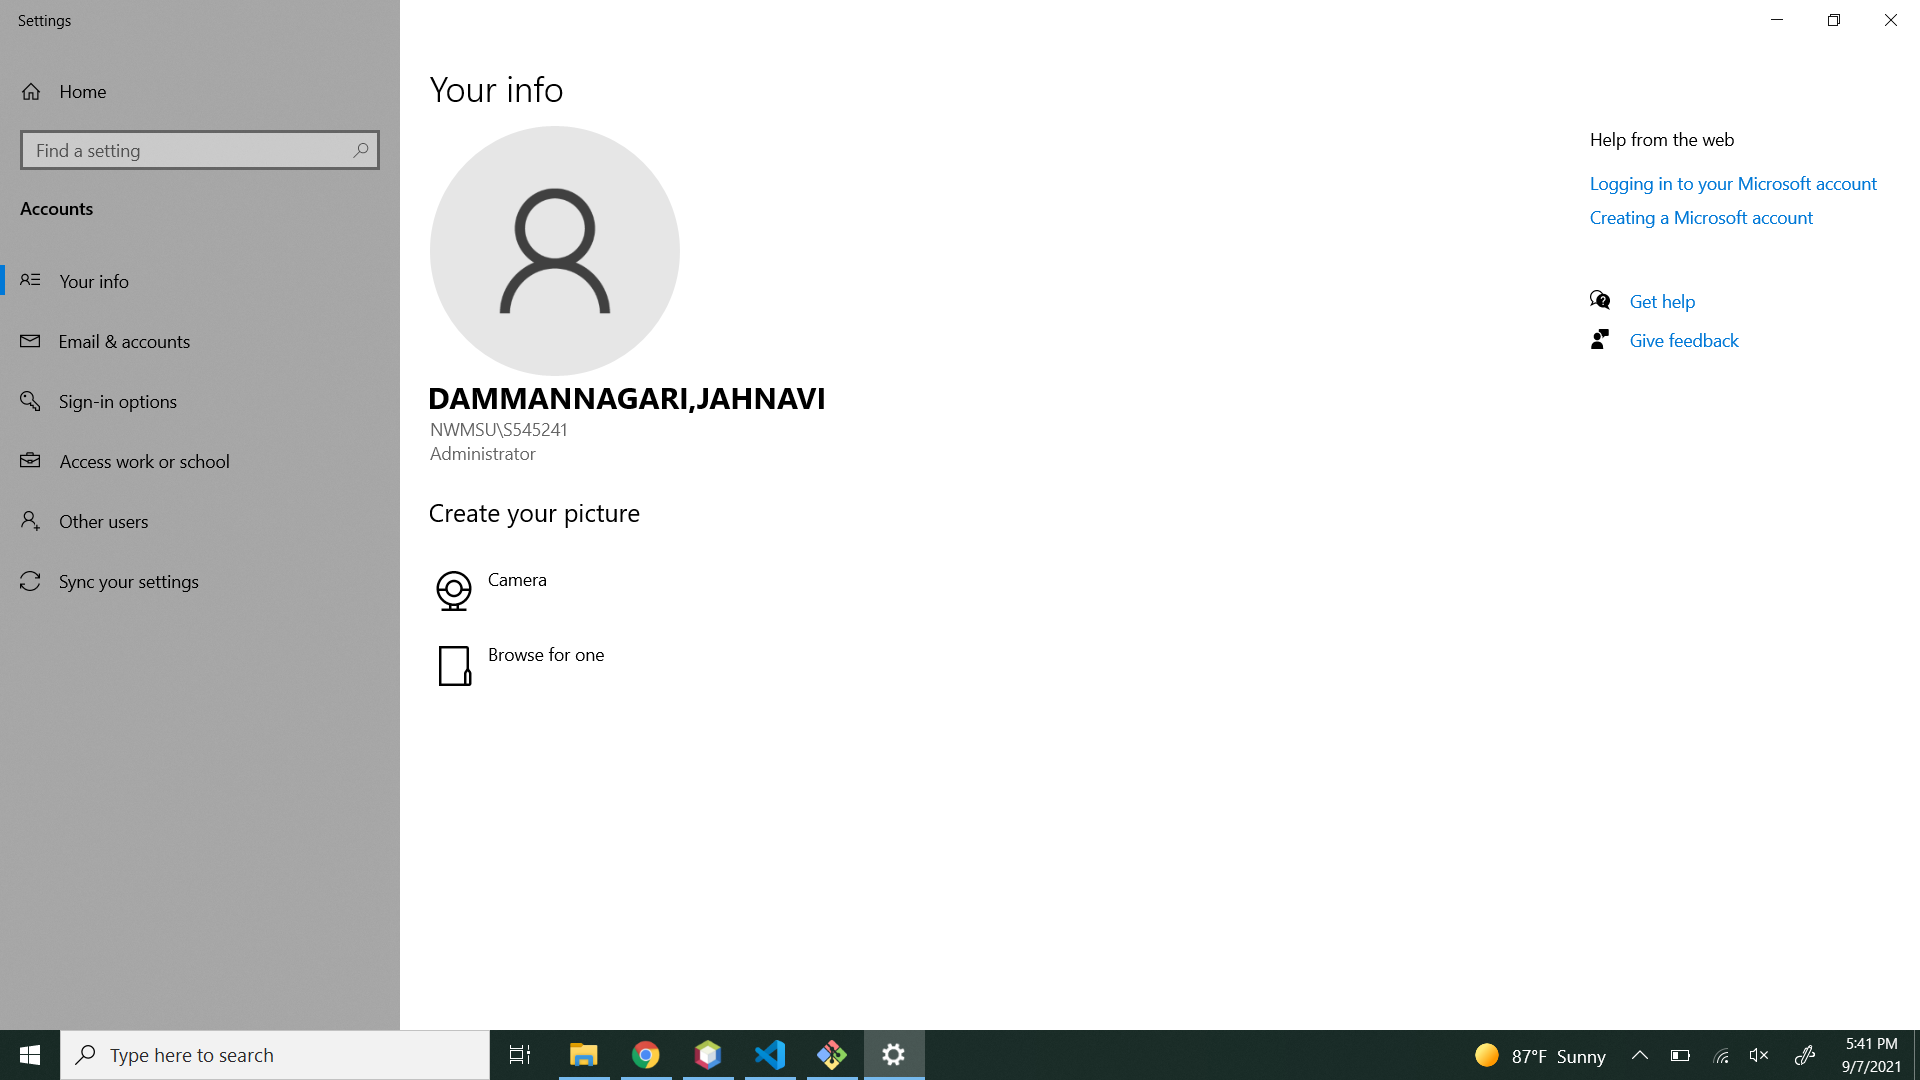 Settings
Home
Find a setting
Accounts
Your info
Email & accounts
Sign-in options
Access work or school
Other users
Sync your settings
Your info
DAMMANNAGARI,JAHNAVI
NWMSU\S545241
Administrator
Create your picture
Camera
Browse for one
Help from the web
Logging in to your Microsoft account
Creating a Microsoft account
Get help
Give feedback
Type here to search
87°F Sunny
5:41 PM
9/7/2021